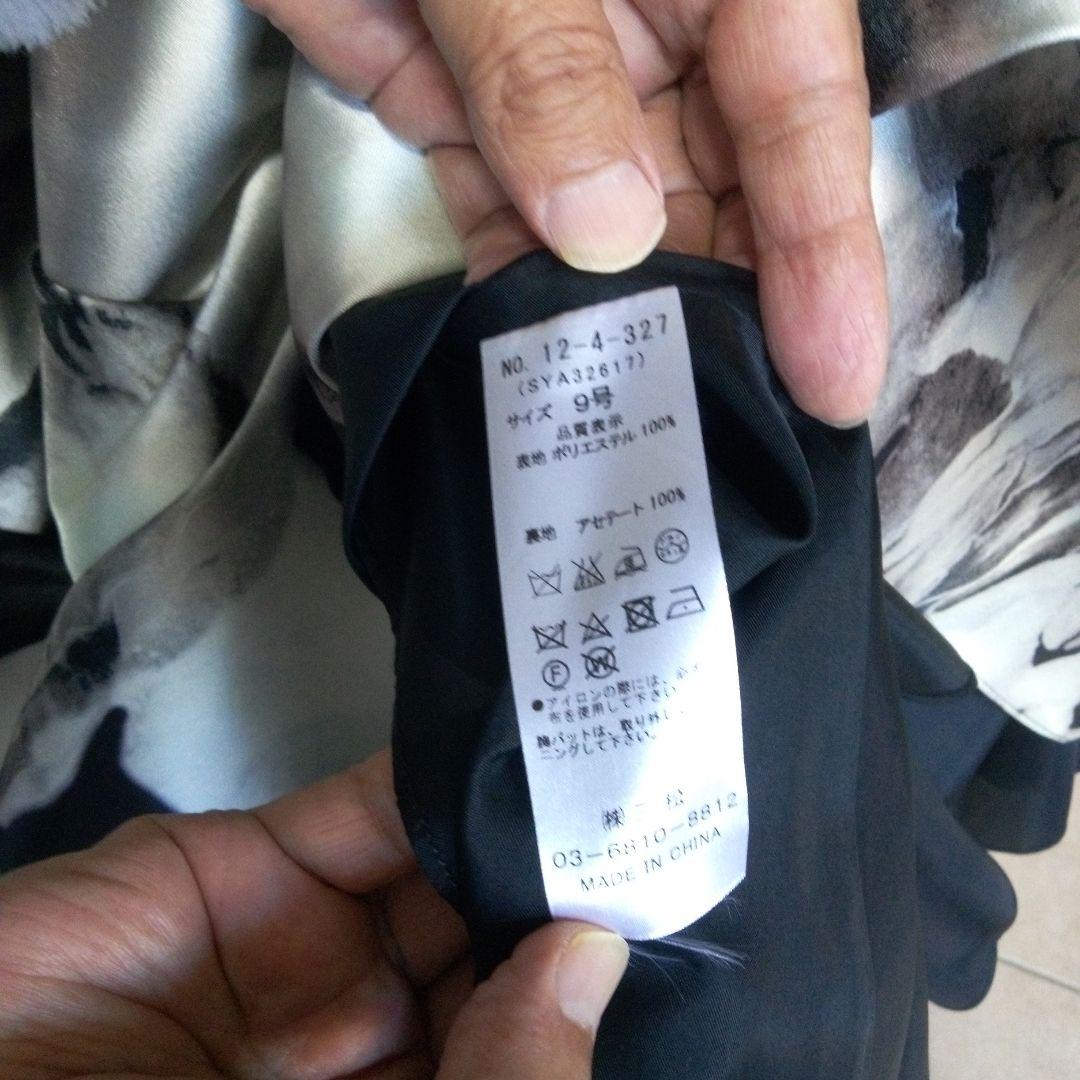 NO. 12-4-327
(SYA32617)
サイズ 9号
品質表示
表地 ポリエステル 100%
裏地 アセテート 100%
F W
●アイロンの際には、
布を使用して下さい
胸パットは、取り外し
ニングして下さい。
(株)三松
03-6810-8812
MADE IN CHINA